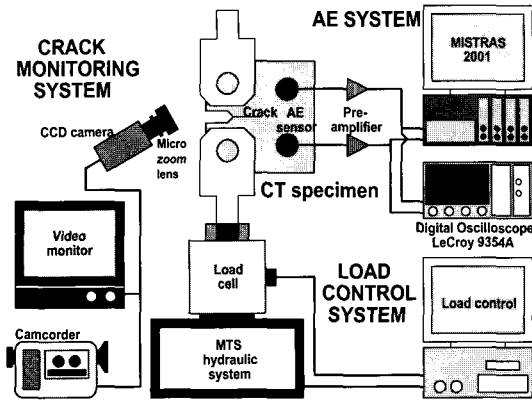 CRACK
MONITORING
SYSTEM
CCD camera
Micro
zoom
lens
Video
monitor
Camcorder
Crack
AE
sensor
CT specimen
Load
cell
MTS
hydraulic
system
AE SYSTEM
MISTRAS
2001
Pre-
amplifier
Digital Oscilloscope
LeCroy 9354A
LOAD
CONTROL
SYSTEM
Load control